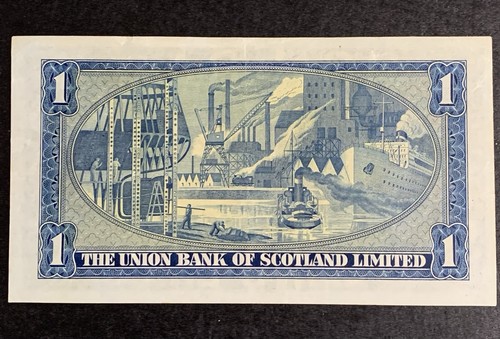 1 1
1 THE UNION BANK OF SCOTLAND LIMITED 1